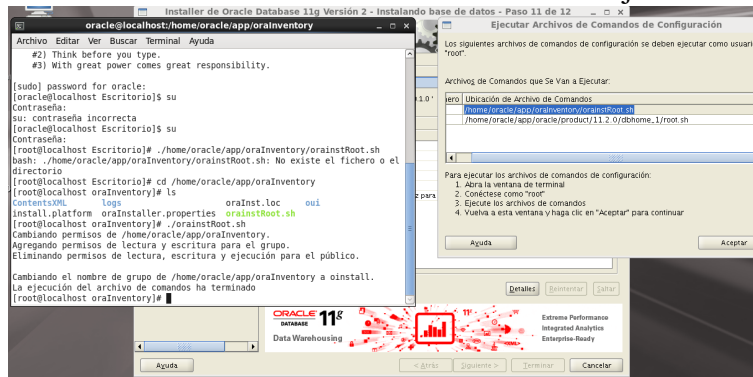 Installer de Oracle Database 11g Versión 2 - Instalando base de datos - Paso 11 de 12
oracle@localhost:/home/oracle/app/oraInventory
Archivo Editar Ver Buscar Terminal Ayuda
#2) Think before you type.
#3) With great power comes great responsibility.
[sudo] password for oracle:
[oracle@localhost Escritorio]$ su
Contraseña:
su: contraseña incorrecta
[oracle@localhost Escritorio]$ su
Contraseña:
[root@localhost Escritorio]# ./home/oracle/app/oraInventory/orainstRoot.sh
bash: ./home/oracle/app/oraInventory/orainstRoot.sh: No existe el fichero o el
directorio
[root@localhost Escritorio]# cd /home/oracle/app/oraInventory
[root@localhost oraInventory]# ls
ContentsXML logs oraInst.loc oui
install.platform oraInstaller.properties orainstRoot.sh
[root@localhost oraInventory]# ./orainstRoot.sh
Cambiando permisos de /home/oracle/app/oraInventory.
Agregando permisos de lectura y escritura para el grupo.
Eliminando permisos de lectura, escritura y ejecución para el público.
Cambiando el nombre de grupo de /home/oracle/app/oraInventory a oinstall.
La ejecución del archivo de comandos ha terminado
[root@localhost oraInventory]#
.1.0 '
z para
Ejecutar Archivos de Comandos de Configuración
Los siguientes archivos de comandos de configuración se deben ejecutar como usuari
"root".
Archivos de Comandos que Se Van a Ejecutar:
ero Ubicación de Archivo de Comandos
/home/oracle/app/oraInventory/orainstRoot.sh
/home/oracle/app/oracle/product/11.2.0/dbhome_1/root.sh
Para ejecutar los archivos de comandos de configuración:
1. Abra la ventana de terminal
2. Conéctese como "root"
3. Ejecute los archivos de comandos
4. Vuelva a esta ventana y haga clic en "Aceptar" para continuar
Ayuda Aceptar
Detalles Reintentar Saltar
ORACLE 11g
DATABASE
Data Warehousing
11g
Extreme Performance
Integrated Analytics
Enterprise-Ready
Ayuda < Atrás Siguiente > Terminar Cancelar